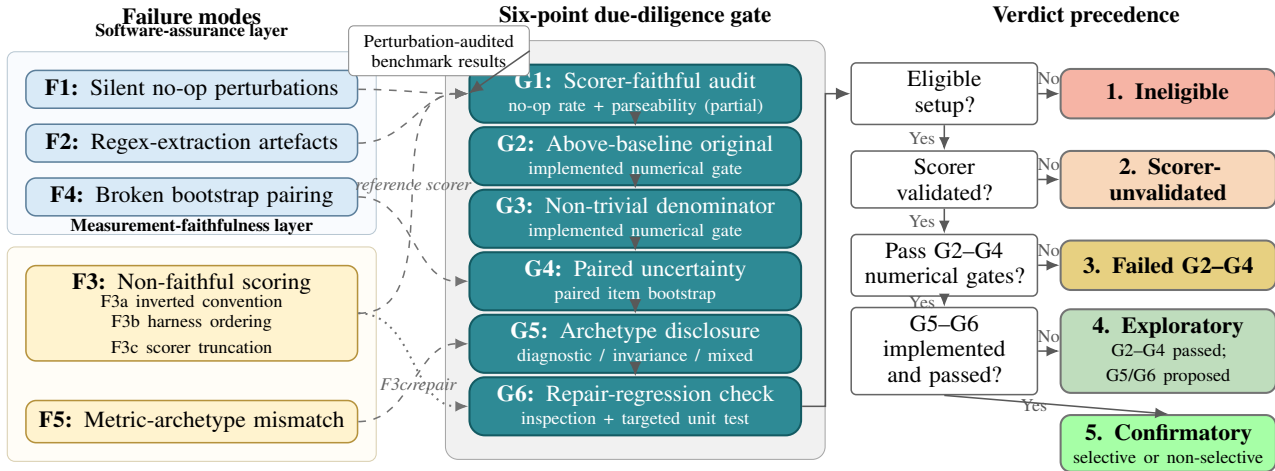 Failure modes
Software-assurance layer
F1: Silent no-op perturbations
F2: Regex-extraction artefacts
F4: Broken bootstrap pairing
Measurement-faithfulness layer
F3: Non-faithful scoring
F3a inverted convention
F3b harness ordering
F3c scorer truncation
F5: Metric-archetype mismatch
reference scorer
F3c repair
Six-point due-diligence gate
Perturbation-audited
benchmark results
G1: Scorer-faithful audit
no-op rate + parseability (partial)
G2: Above-baseline original
implemented numerical gate
G3: Non-trivial denominator
implemented numerical gate
G4: Paired uncertainty
paired item bootstrap
G5: Archetype disclosure
diagnostic / invariance / mixed
G6: Repair-regression check
inspection + targeted unit test
Verdict precedence
Eligible
setup?
No
1. Ineligible
Yes
Scorer
validated?
No
2. Scorer-
unvalidated
Yes
Pass G2–G4
numerical gates?
No
3. Failed G2–G4
Yes
G5–G6
implemented
and passed?
No
4. Exploratory
G2–G4 passed;
G5/G6 proposed
Yes
5. Confirmatory
selective or non-selective